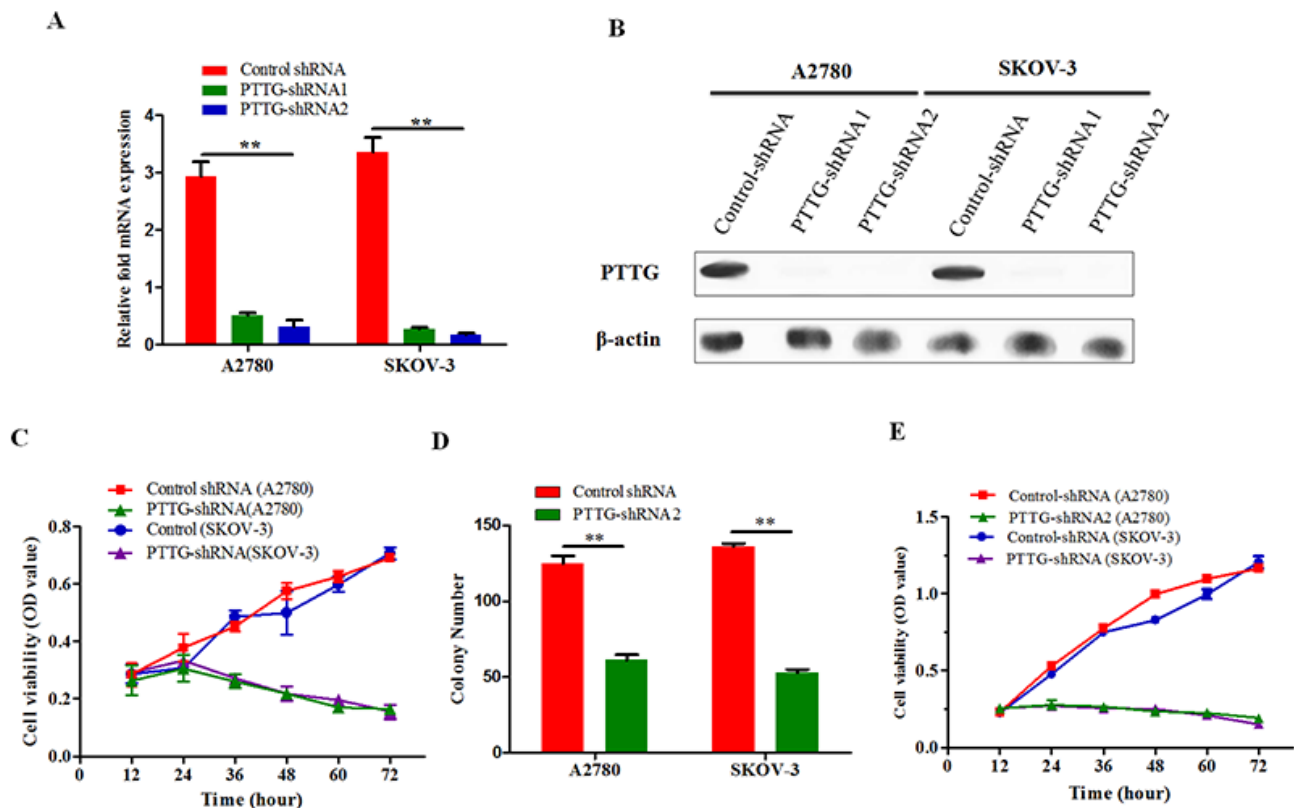 A
Control shRNA
PTTG-shRNA1
PTTG-shRNA2
Relative fold mRNA expression
4
3
2
1
0
**
**
A2780
SKOV-3
B
A2780
SKOV-3
Control-shRNA
PTTG-shRNA1
PTTG-shRNA2
Control-shRNA
PTTG-shRNA1
PTTG-shRNA2
PTTG
β-actin
C
Control shRNA (A2780)
PTTG-shRNA(A2780)
Control (SKOV-3)
PTTG-shRNA(SKOV-3)
Cell viability (OD value)
0.8
0.6
0.4
0.2
0.0
0 12 24 36 48 60 72
Time (hour)
D
Control shRNA
PTTG-shRNA2
Colony Number
150
100
50
0
**
**
A2780
SKOV-3
E
Control-shRNA (A2780)
PTTG-shRNA2 (A2780)
Control-shRNA (SKOV-3)
PTTG-shRNA (SKOV-3)
Cell viability (OD value)
1.5
1.0
0.5
0.0
0 12 24 36 48 60 72
Time (hour)